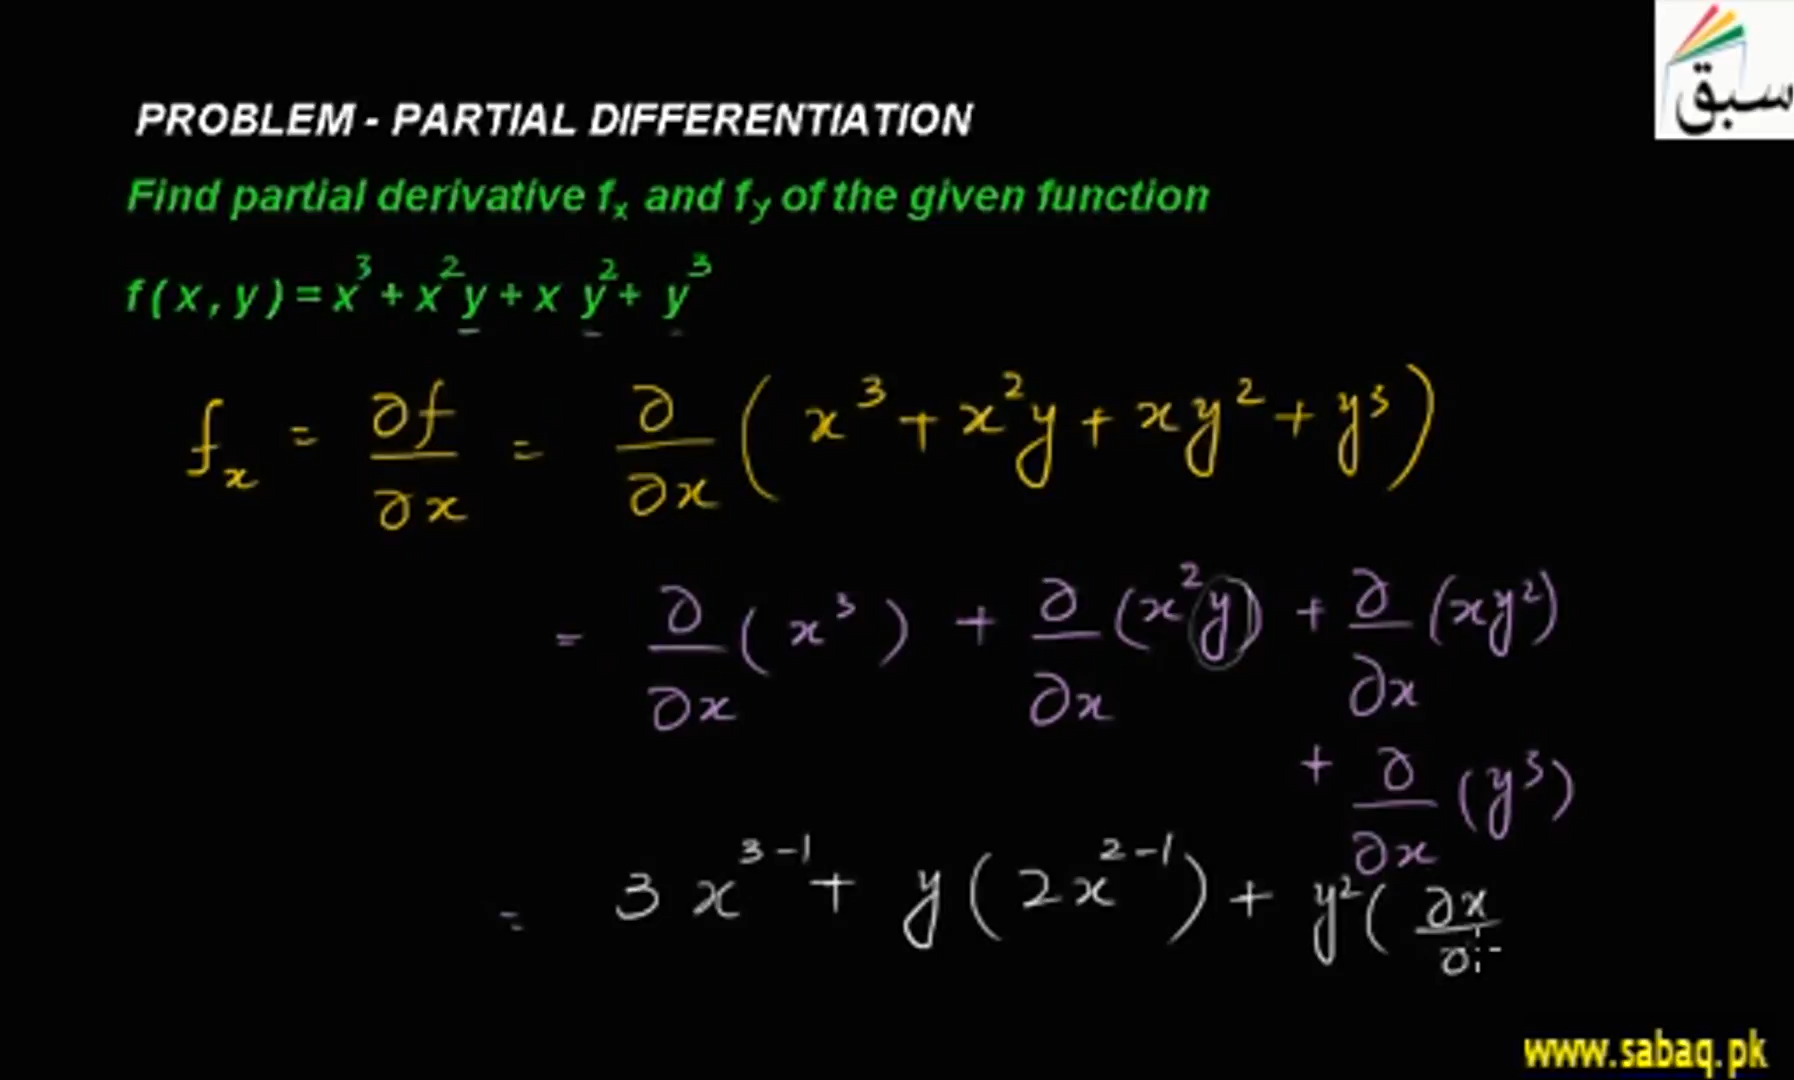 سبق
PROBLEM - PARTIAL DIFFERENTIATION
Find partial derivative fₓ and f_y of the given function
f(x,y)=x³+x²y+x y²+ y³
fₓ = ∂f/∂x = ∂/∂x (x³+x²y+xy²+y³)
= ∂/∂x (x³) + ∂/∂x (x²y) + ∂/∂x (xy²)
+ ∂/∂x (y³)
= 3x³⁻¹ + y(2x²⁻¹) + y²(∂x/∂
www.sabaq.pk